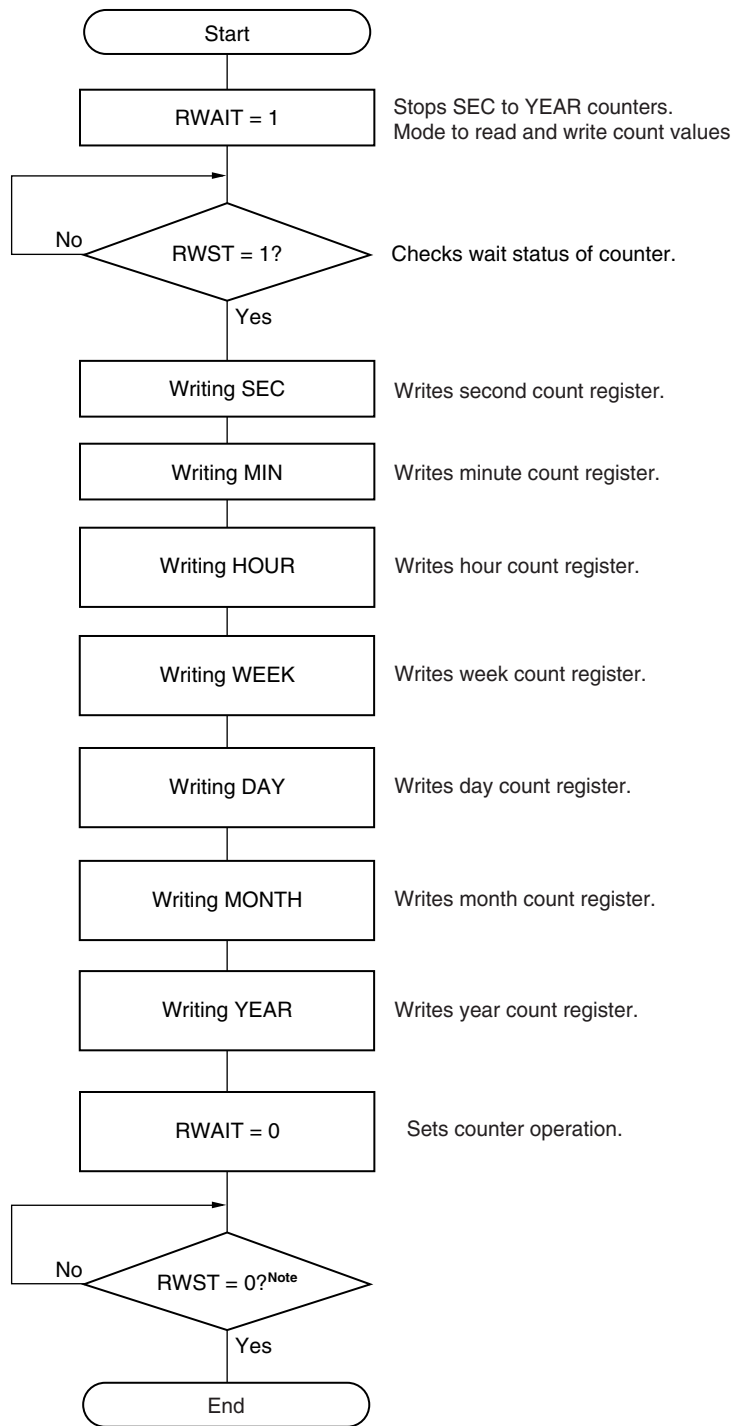 Start
RWAIT = 1
Stops SEC to YEAR counters.
Mode to read and write count values
No
RWST = 1?
Checks wait status of counter.
Yes
Writing SEC
Writes second count register.
Writing MIN
Writes minute count register.
Writing HOUR
Writes hour count register.
Writing WEEK
Writes week count register.
Writing DAY
Writes day count register.
Writing MONTH
Writes month count register.
Writing YEAR
Writes year count register.
RWAIT = 0
Sets counter operation.
No
RWST = 0?Note
Yes
End